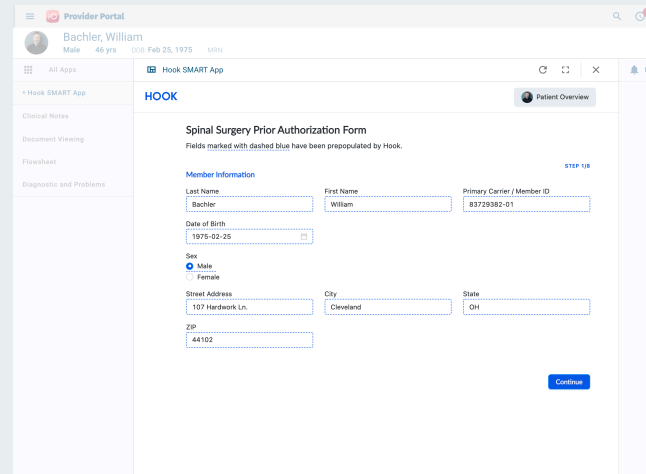 Provider Portal
Bachler, William
Male 46 yrs DOB Feb 25, 1975 MRN
All Apps
Hook SMART App
Clinical Notes
Document Viewing
Flowsheet
Diagnostic and Problems
Hook SMART App
HOOK
Patient Overview
Spinal Surgery Prior Authorization Form
Fields marked with dashed blue have been prepopulated by Hook.
STEP 1/8
Member Information
Last Name First Name Primary Carrier / Member ID
Bachler William 83729382-01
Date of Birth
1975-02-25
Sex
Male
Female
Street Address City State
107 Hardwork Ln. Cleveland OH
ZIP
44102
Continue